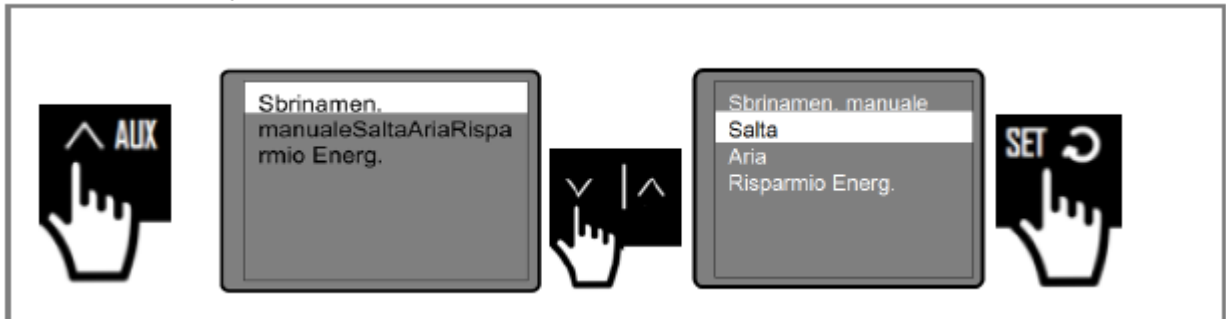 AUX
Sbrinamen.
manualeSaltaAriaRispa
rmio Energ.
Sbrinamen. manuale
Salta
Aria
Risparmio Energ.
SET